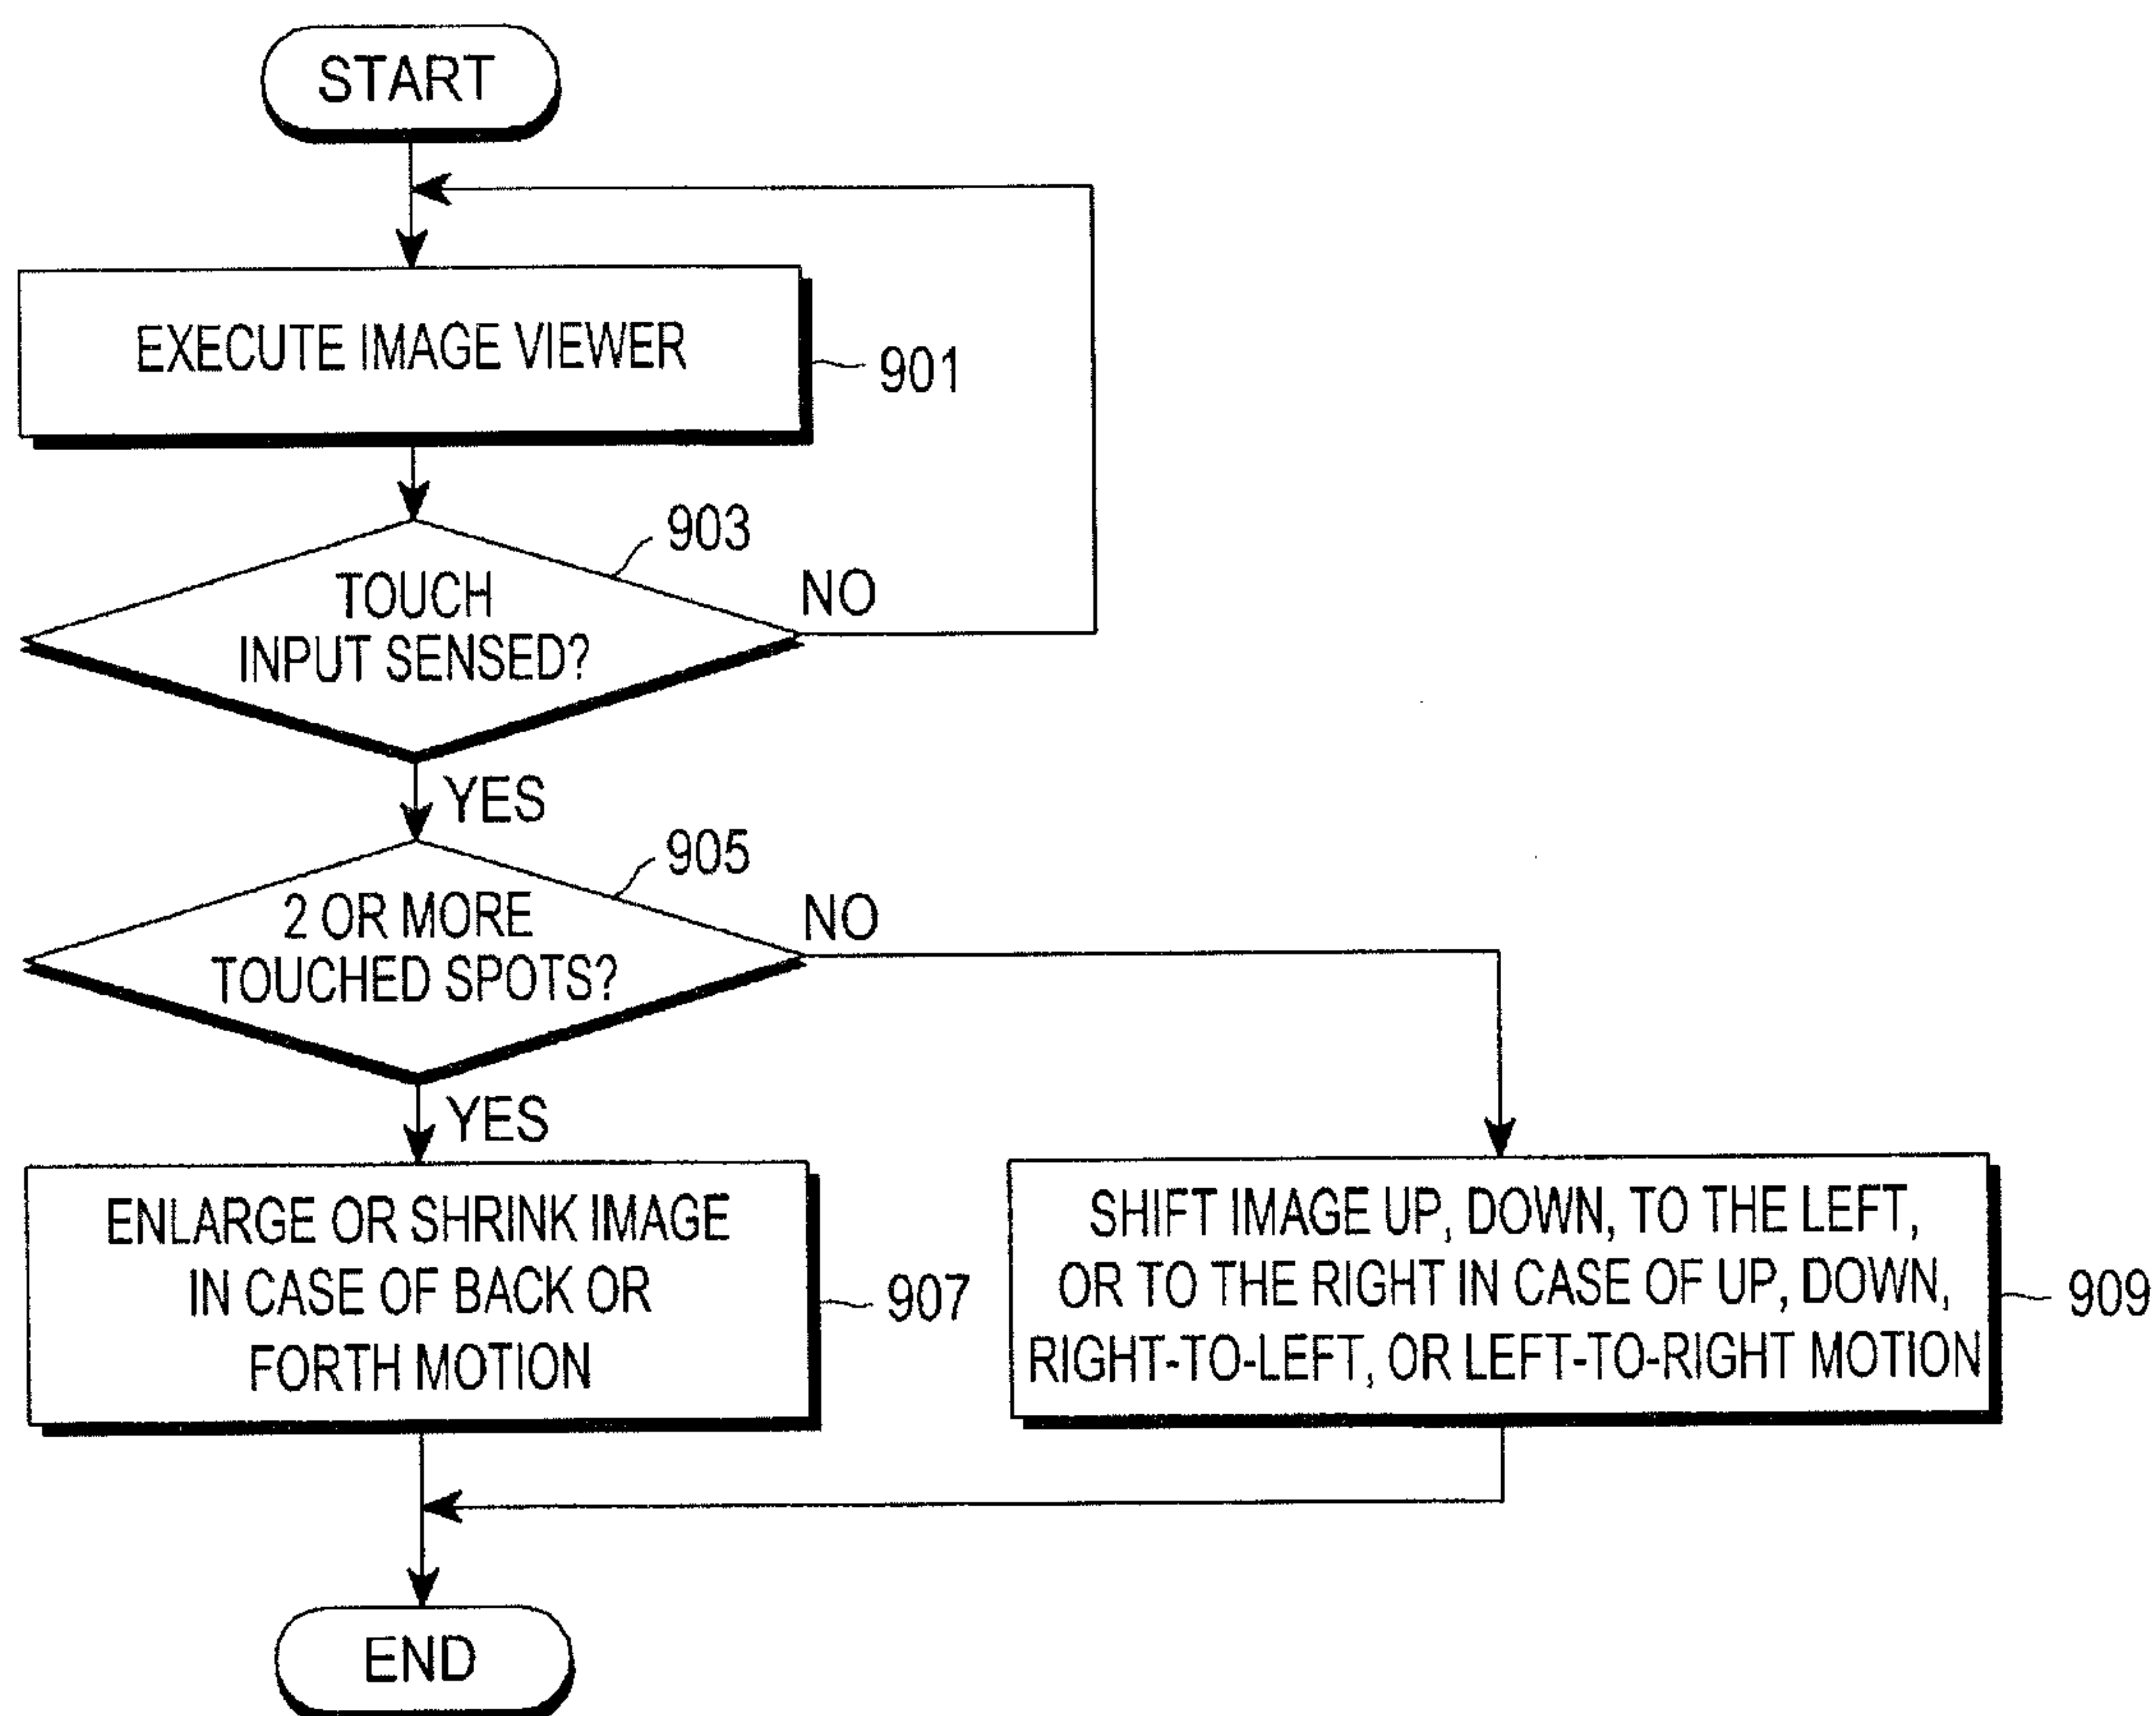 START
EXECUTE IMAGE VIEWER
901
903
TOUCH
INPUT SENSED?
NO
YES
905
2 OR MORE
TOUCHED SPOTS?
NO
YES
ENLARGE OR SHRINK IMAGE
IN CASE OF BACK OR
FORTH MOTION
907
SHIFT IMAGE UP, DOWN, TO THE LEFT,
OR TO THE RIGHT IN CASE OF UP, DOWN,
RIGHT-TO-LEFT, OR LEFT-TO-RIGHT MOTION
909
END